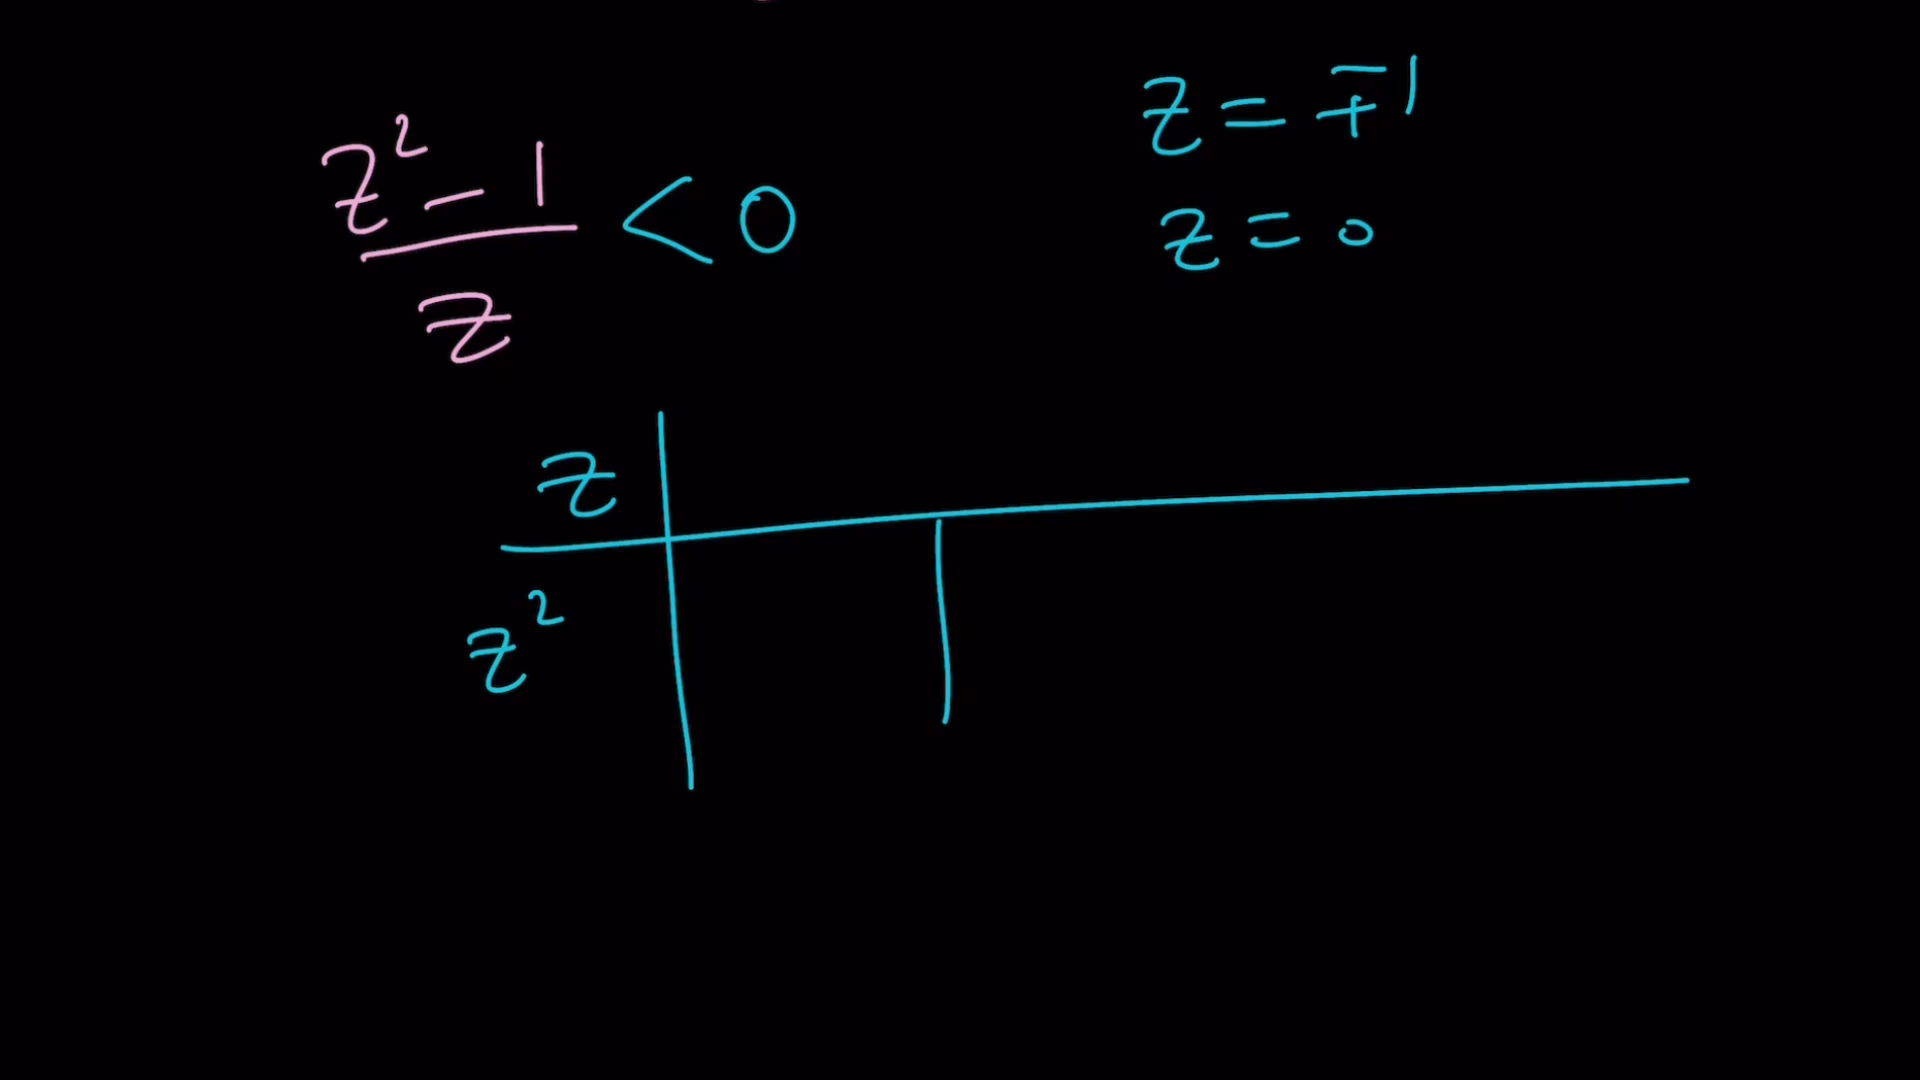 z² - 1 / z < 0
z = ∓1
z = 0
z
z²